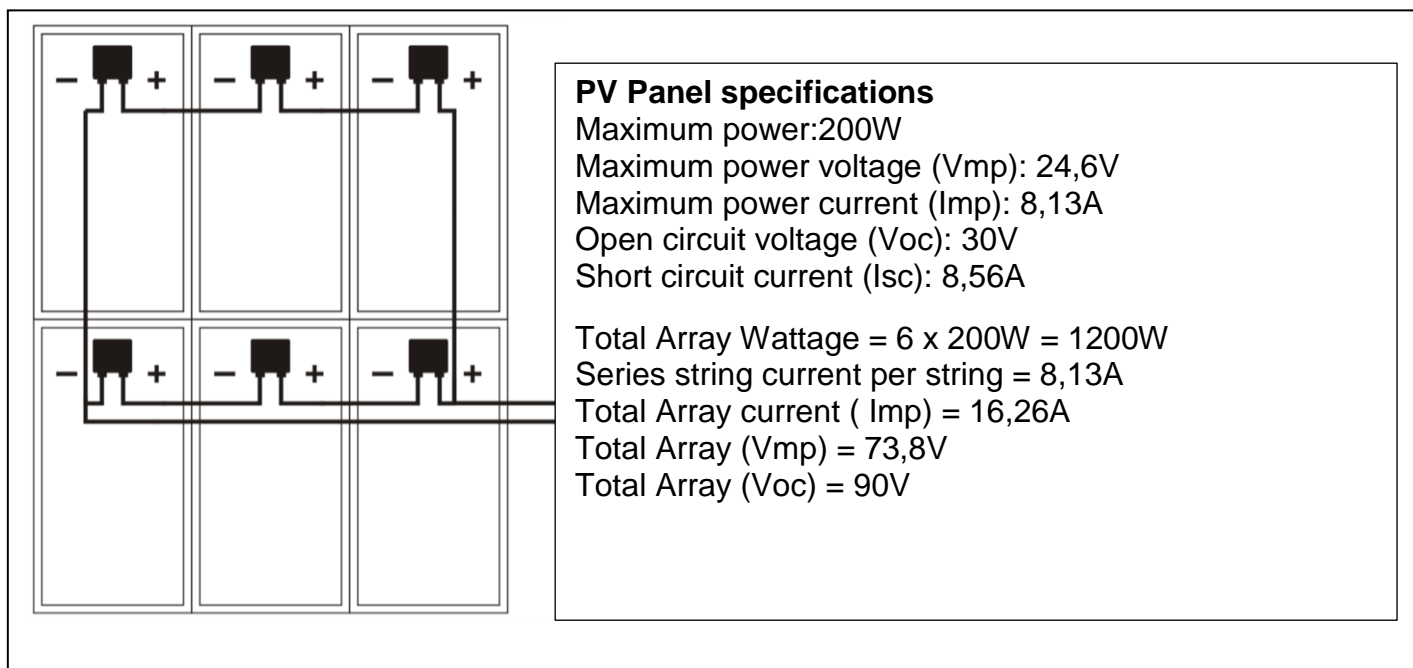 − + − + − +
PV Panel specifications
Maximum power:200W
Maximum power voltage (Vmp): 24,6V
Maximum power current (Imp): 8,13A
Open circuit voltage (Voc): 30V
Short circuit current (Isc): 8,56A
Total Array Wattage = 6 x 200W = 1200W
Series string current per string = 8,13A
Total Array current ( Imp) = 16,26A
Total Array (Vmp) = 73,8V
Total Array (Voc) = 90V
− + − + − +